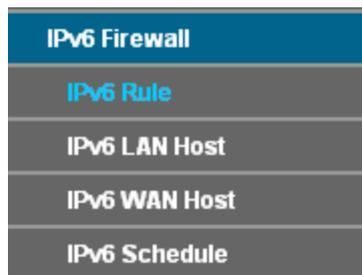 IPv6 Firewall
IPv6 Rule
IPv6 LAN Host
IPv6 WAN Host
IPv6 Schedule